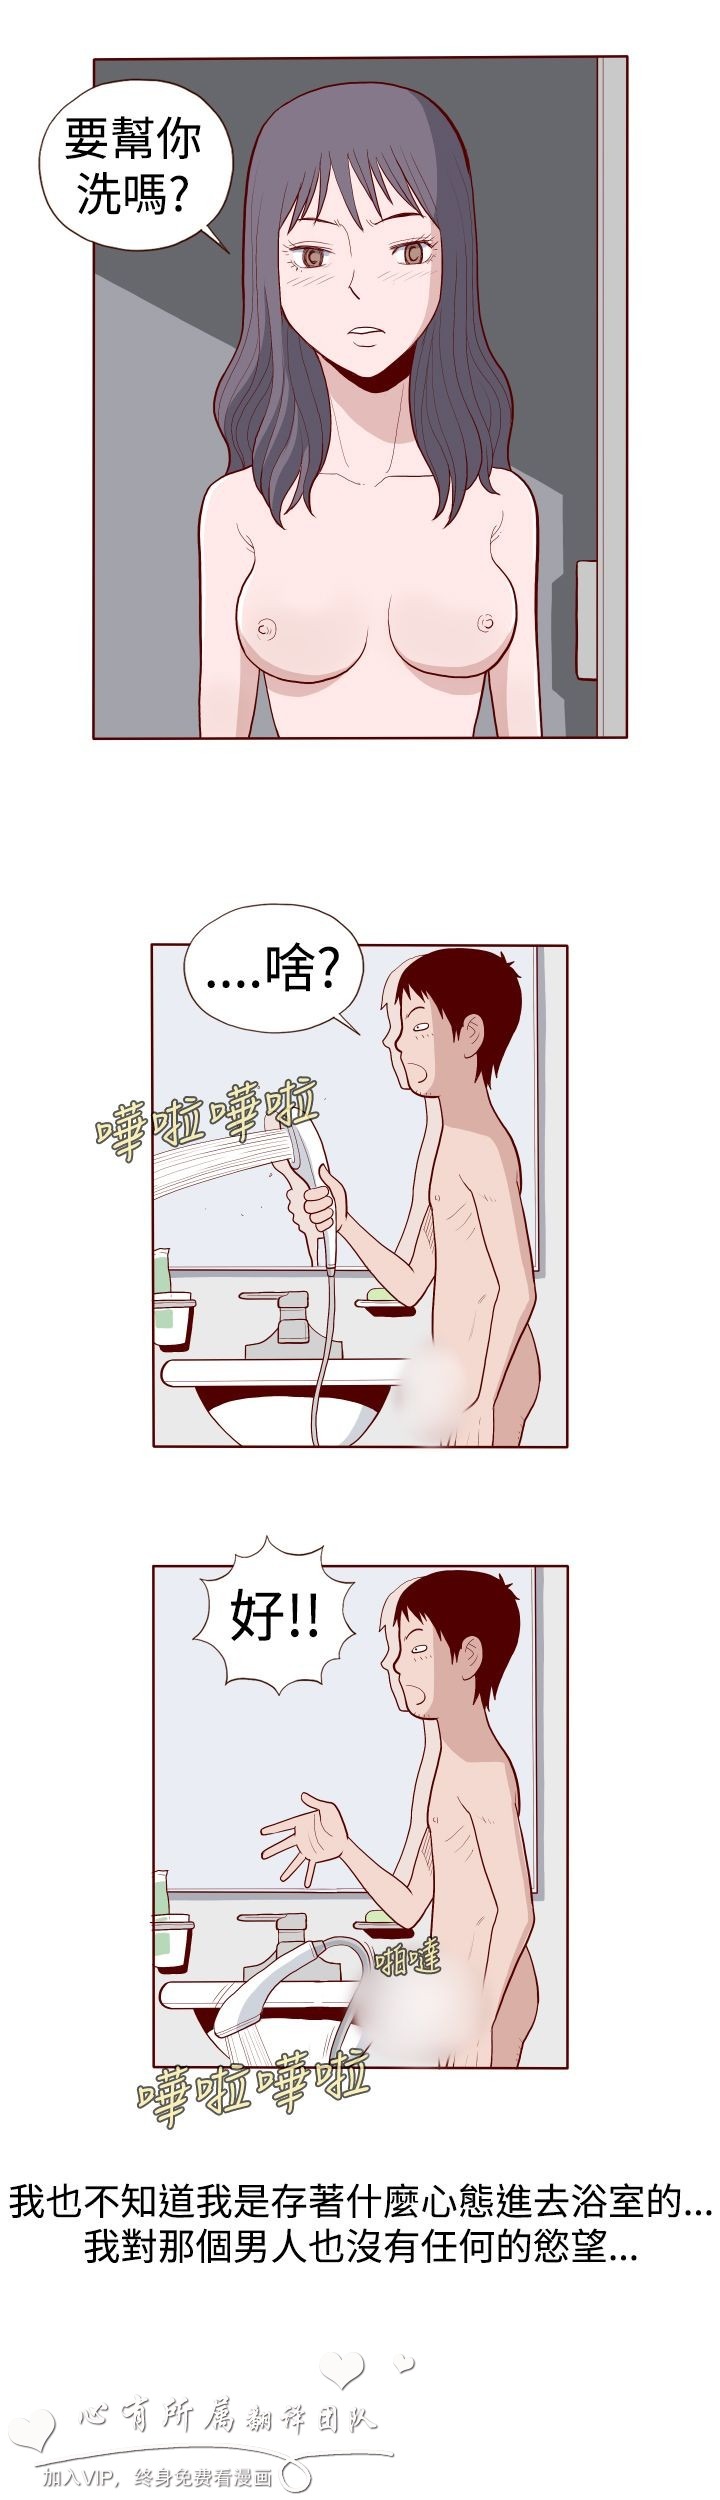 要幫你
洗嗎?
....啥?
嘩啦嘩啦
好!!
啪噠
嘩啦嘩啦
我也不知道我是存著什麼心態進去浴室的...
我對那個男人也沒有任何的慾望...
心有所属翻译团队
加入VIP，终身免费看漫画